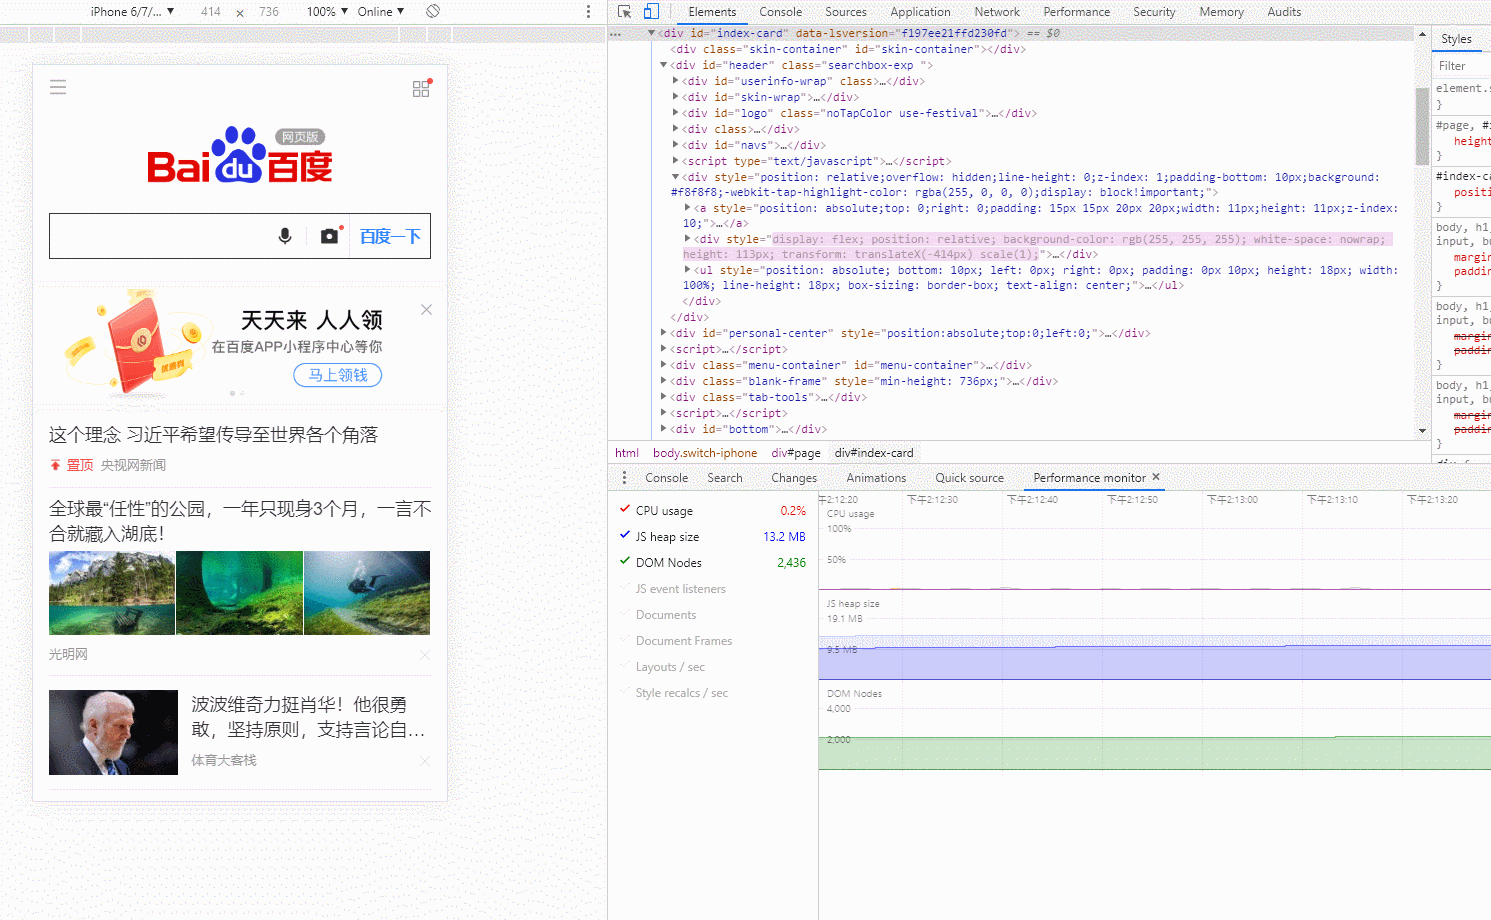 iPhone 6/7/... ▼ 414 × 736 100% ▼ Online ▼
Elements Console Sources Application Network Performance Security Memory Audits
网页版
Bai du 百度
百度一下
天天来 人人领
在百度APP小程序中心等你
马上领钱
这个理念 习近平希望传导至世界各个角落
置顶 央视网新闻
全球最“任性”的公园，一年只现身3个月，一言不
合就藏入湖底！
光明网
波波维奇力挺肖华！他很勇
敢，坚持原则，支持言论自...
体育大客栈
... ▼<div id="index-card" data-lsversion="f197ee21ffd230fd"> == $0
<div class="skin-container" id="skin-container"></div>
▼<div id="header" class="searchbox-exp ">
▶<div id="userinfo-wrap" class>…</div>
▶<div id="skin-wrap">…</div>
▶<div id="logo" class="noTapColor use-festival">…</div>
▶<div class>…</div>
▶<div id="navs">…</div>
▶<script type="text/javascript">…</script>
▼<div style="position: relative;overflow: hidden;line-height: 0;z-index: 1;padding-bottom: 10px;background:
#f8f8f8;-webkit-tap-highlight-color: rgba(255, 0, 0, 0);display: block!important;">
▶<a style="position: absolute;top: 0;right: 0;padding: 15px 15px 20px 20px;width: 11px;height: 11px;z-index:
10;">…</a>
▶<div style="display: flex; position: relative; background-color: rgb(255, 255, 255); white-space: nowrap;
height: 113px; transform: translateX(-414px) scale(1);">…</div>
▶<ul style="position: absolute; bottom: 10px; left: 0px; right: 0px; padding: 0px 10px; height: 18px; width:
100%; line-height: 18px; box-sizing: border-box; text-align: center;">…</ul>
</div>
</div>
▶<div id="personal-center" style="position:absolute;top:0;left:0;">…</div>
▶<script>…</script>
▶<div class="menu-container" id="menu-container">…</div>
▶<div class="blank-frame" style="min-height: 736px;">…</div>
▶<div class="tab-tools">…</div>
▶<script>…</script>
▶<div id="bottom">…</div>
html body.switch-iphone div#page div#index-card
Styles
Filter
element.s
}
#page, #i
height
}
#index-ca
positi
}
body, h1,
input, bu
margin
paddin
}
body, h1,
input, bu
margin
paddin
}
body, h1,
input, bu
margin
paddin
}
Console Search Changes Animations Quick source Performance monitor ×
CPU usage 0.2%
JS heap size 13.2 MB
DOM Nodes 2,436
JS event listeners
Documents
Document Frames
Layouts / sec
Style recalcs / sec
午2:12:20 下午2:12:30 下午2:12:40 下午2:12:50 下午2:13:00 下午2:13:10 下午2:13:20
CPU usage
100%
50%
JS heap size
19.1 MB
9.5 MB
DOM Nodes
4,000
2,000